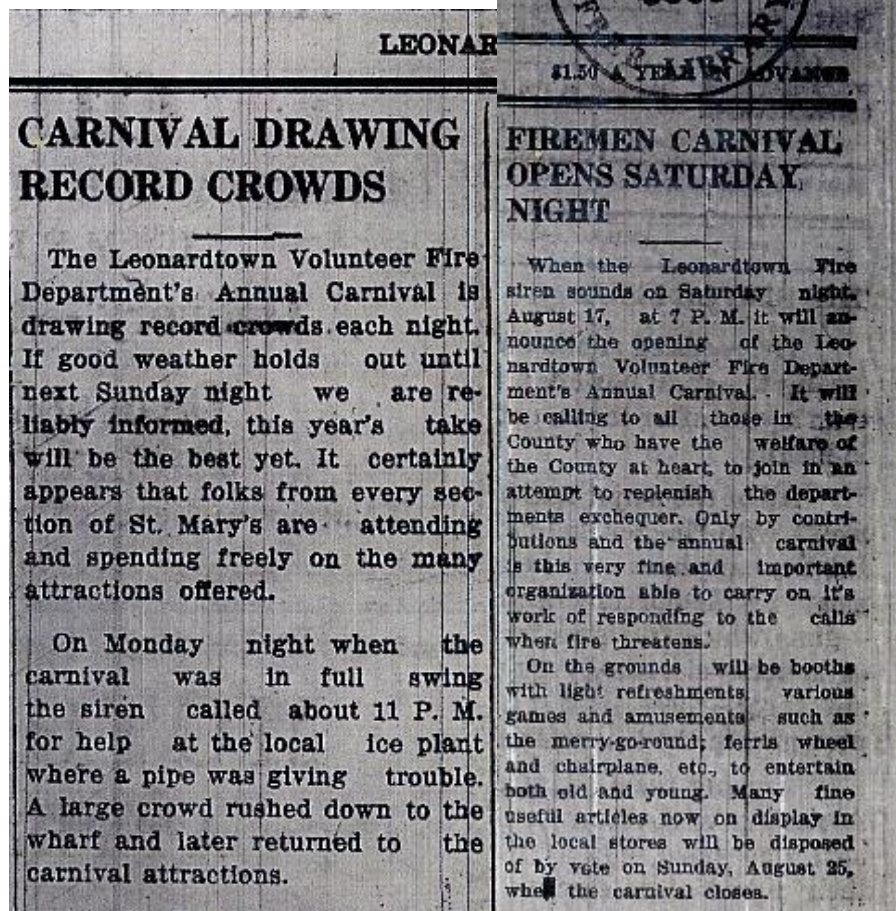 LEONAR
CARNIVAL DRAWING
RECORD CROWDS
The Leonardtown Volunteer Fire
Department's Annual Carnival is
drawing record crowds each night.
If good weather holds out until
next Sunday night we are re-
liably informed, this year's take
will be the best yet. It certainly
appears that folks from every sec-
tion of St. Mary's are attending
and spending freely on the many
attractions offered.
On Monday night when the
carnival was in full swing
the siren called about 11 P. M.
for help at the local ice plant
where a pipe was giving trouble.
A large crowd rushed down to the
wharf and later returned to the
carnival attractions.
FREE LIBRARY
$1.50 A YEAR IN ADVANCE
FIREMEN CARNIVAL
OPENS SATURDAY
NIGHT
When the Leonardtown Fire
siren sounds on Saturday night,
August 17, at 7 P. M. it will an-
nounce the opening of the Leo-
nardtown Volunteer Fire Depart-
ment's Annual Carnival. It will
be calling to all those in the
County who have the welfare of
the County at heart, to join in an
attempt to replenish the depart-
ments exchequer. Only by contri-
butions and the annual carnival
is this very fine and important
organization able to carry on it's
work of responding to the calls
when fire threatens.
On the grounds will be booths
with light refreshments, various
games and amusements such as
the merry-go-round; ferris wheel
and chairplane, etc., to entertain
both old and young. Many fine
useful articles now on display in
the local stores will be disposed
of by vote on Sunday, August 25,
when the carnival closes.